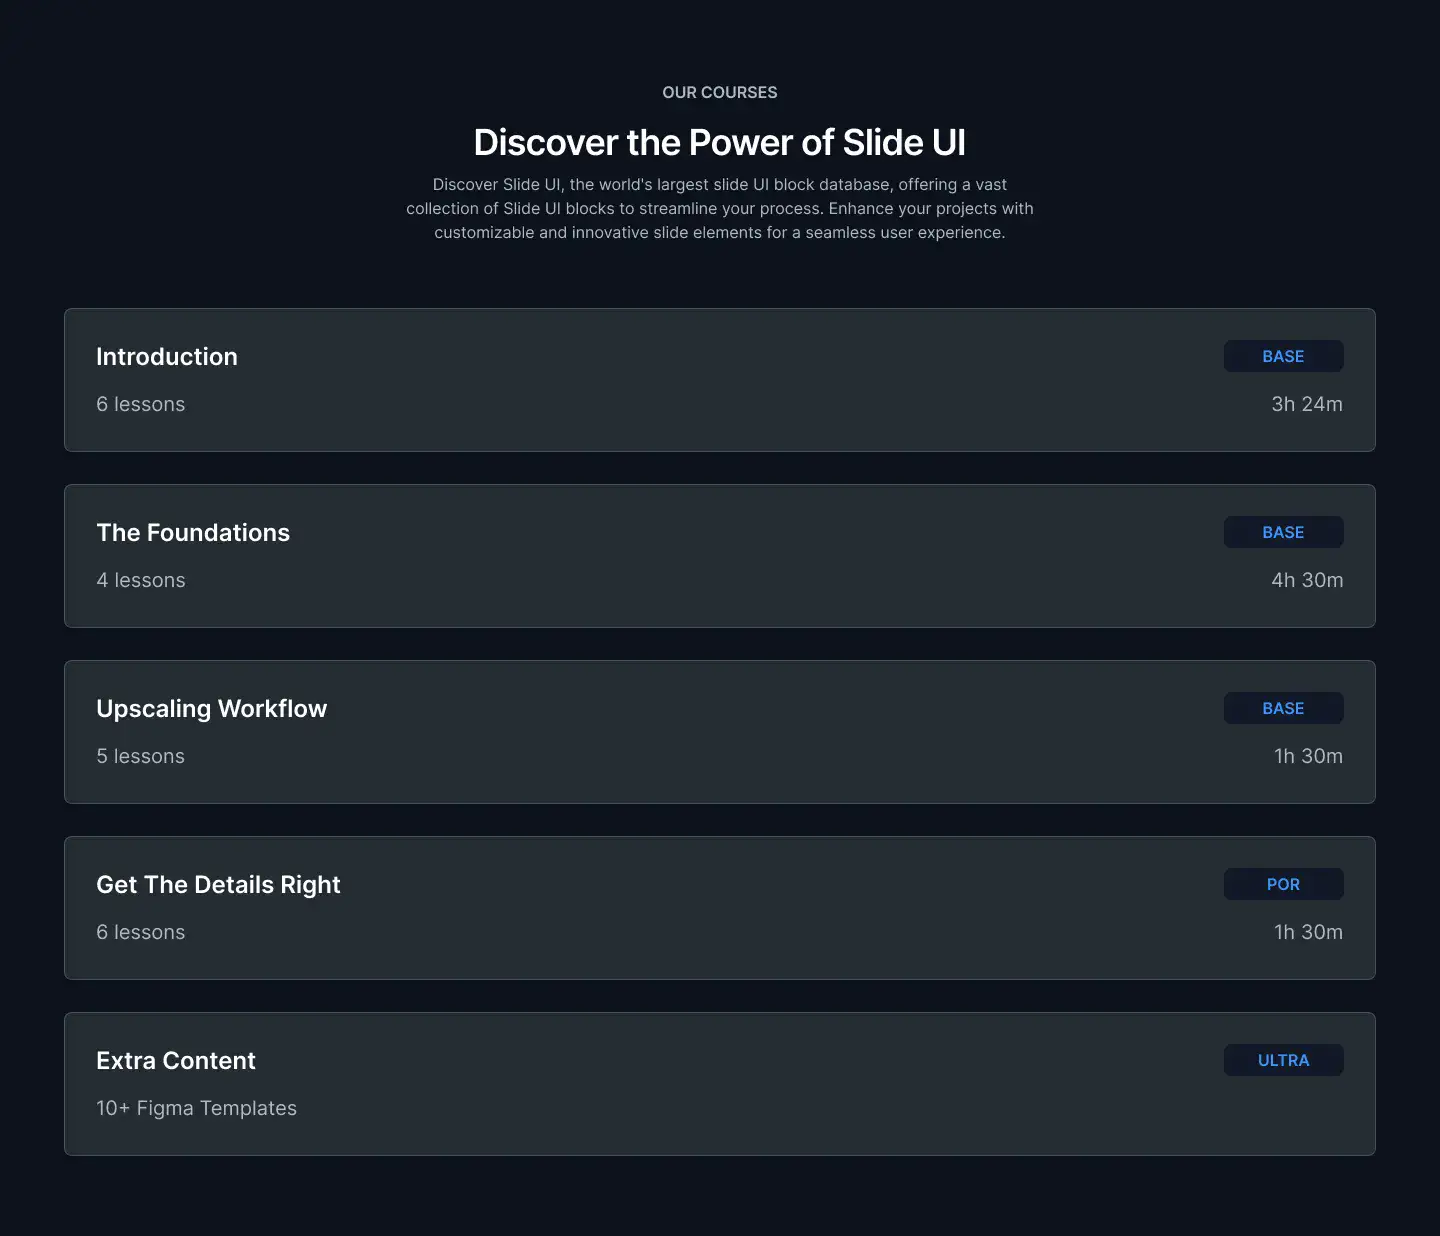 OUR COURSES
Discover the Power of Slide UI
Discover Slide UI, the world's largest slide UI block database, offering a vast
collection of Slide UI blocks to streamline your process. Enhance your projects with
customizable and innovative slide elements for a seamless user experience.
Introduction
BASE
6 lessons
3h 24m
The Foundations
BASE
4 lessons
4h 30m
Upscaling Workflow
BASE
5 lessons
1h 30m
Get The Details Right
POR
6 lessons
1h 30m
Extra Content
ULTRA
10+ Figma Templates